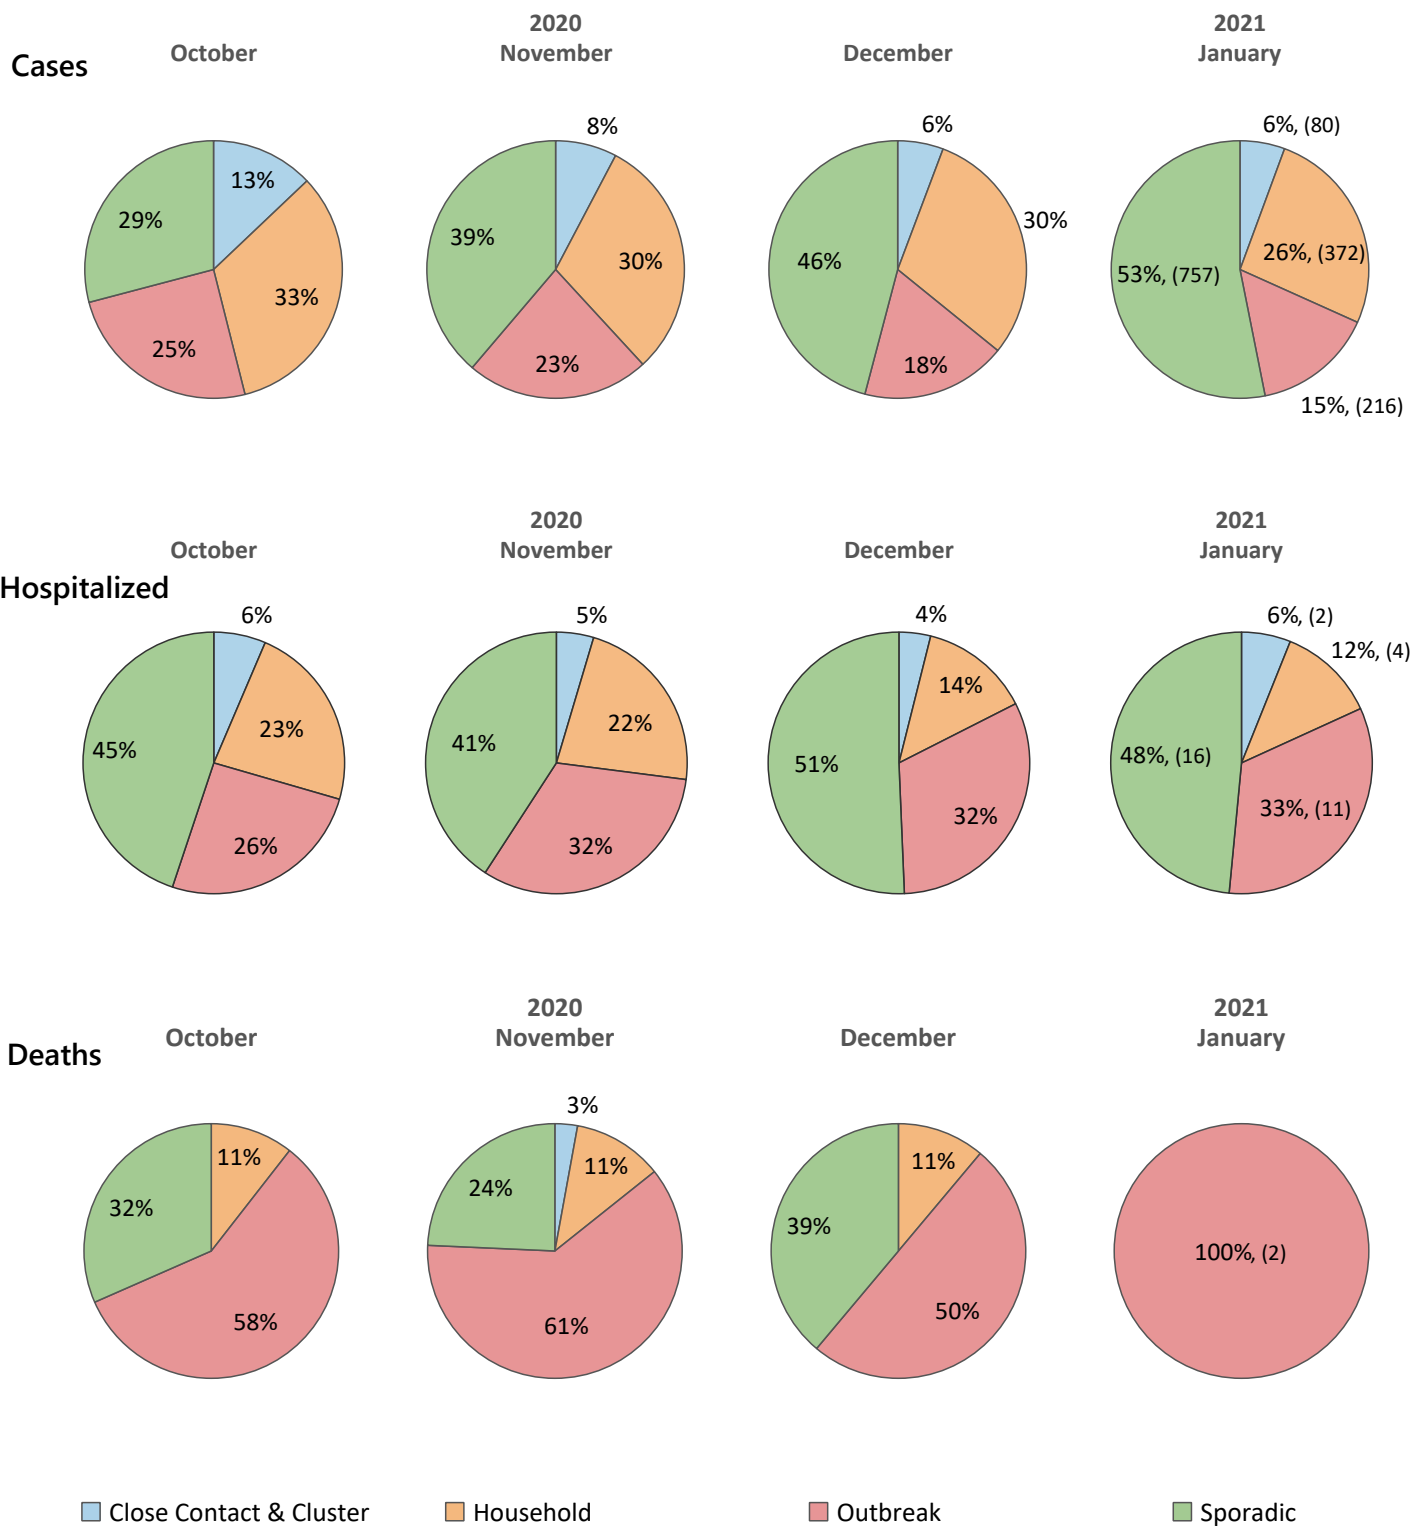 2020
2021
October
November
December
January
Cases
13%
33%
25%
29%
8%
30%
23%
39%
6%
30%
18%
46%
6%, (80)
26%, (372)
15%, (216)
53%, (757)
2020
2021
October
November
December
January
Hospitalized
6%
23%
26%
45%
5%
22%
32%
41%
4%
14%
32%
51%
6%, (2)
12%, (4)
33%, (11)
48%, (16)
2020
2021
October
November
December
January
Deaths
11%
58%
32%
3%
11%
61%
24%
11%
50%
39%
100%, (2)
Close Contact & Cluster
Household
Outbreak
Sporadic